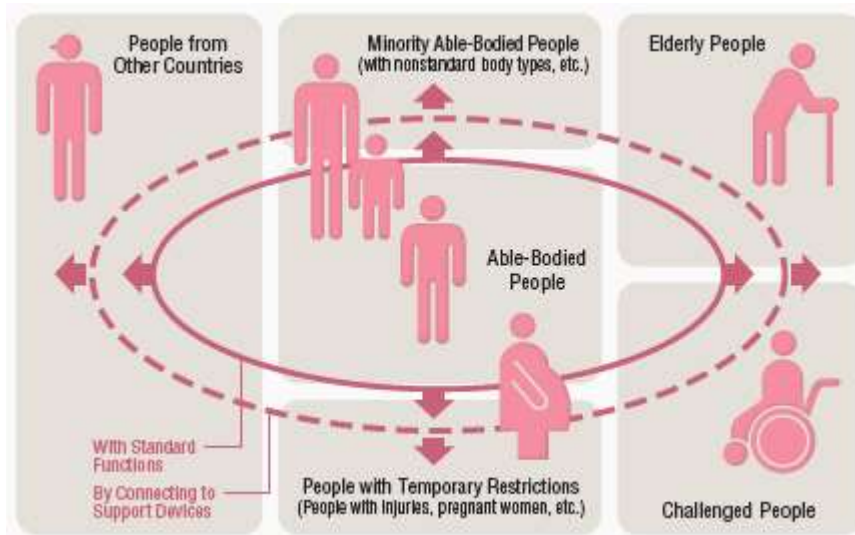 People from
Other Countries
Minority Able-Bodied People
(with nonstandard body types, etc.)
Elderly People
Able-Bodied
People
With Standard
Functions
By Connecting to
Support Devices
People with Temporary Restrictions
(People with Injuries, pregnant women, etc.)
Challenged People